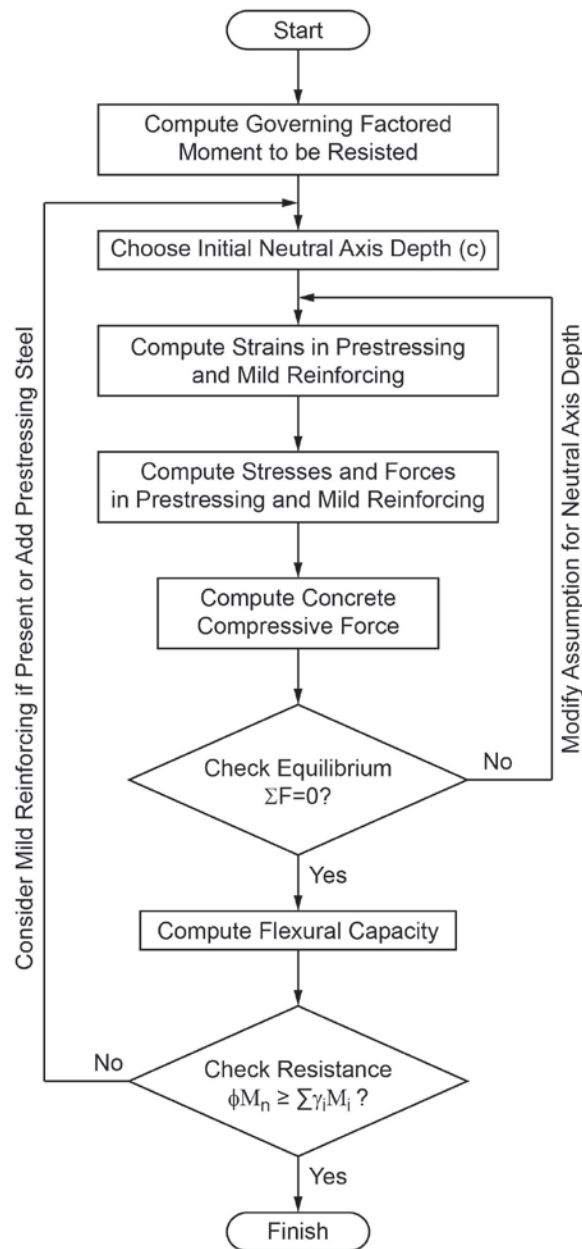 Start
Compute Governing Factored
Moment to be Resisted
Choose Initial Neutral Axis Depth (c)
Compute Strains in Prestressing
and Mild Reinforcing
Compute Stresses and Forces
in Prestressing and Mild Reinforcing
Compute Concrete
Compressive Force
Check Equilibrium
ΣF=0?
No
Modify Assumption for Neutral Axis Depth
Yes
Compute Flexural Capacity
Check Resistance
ϕMₙ ≥ ∑γᵢMᵢ ?
No
Consider Mild Reinforcing if Present or Add Prestressing Steel
Yes
Finish